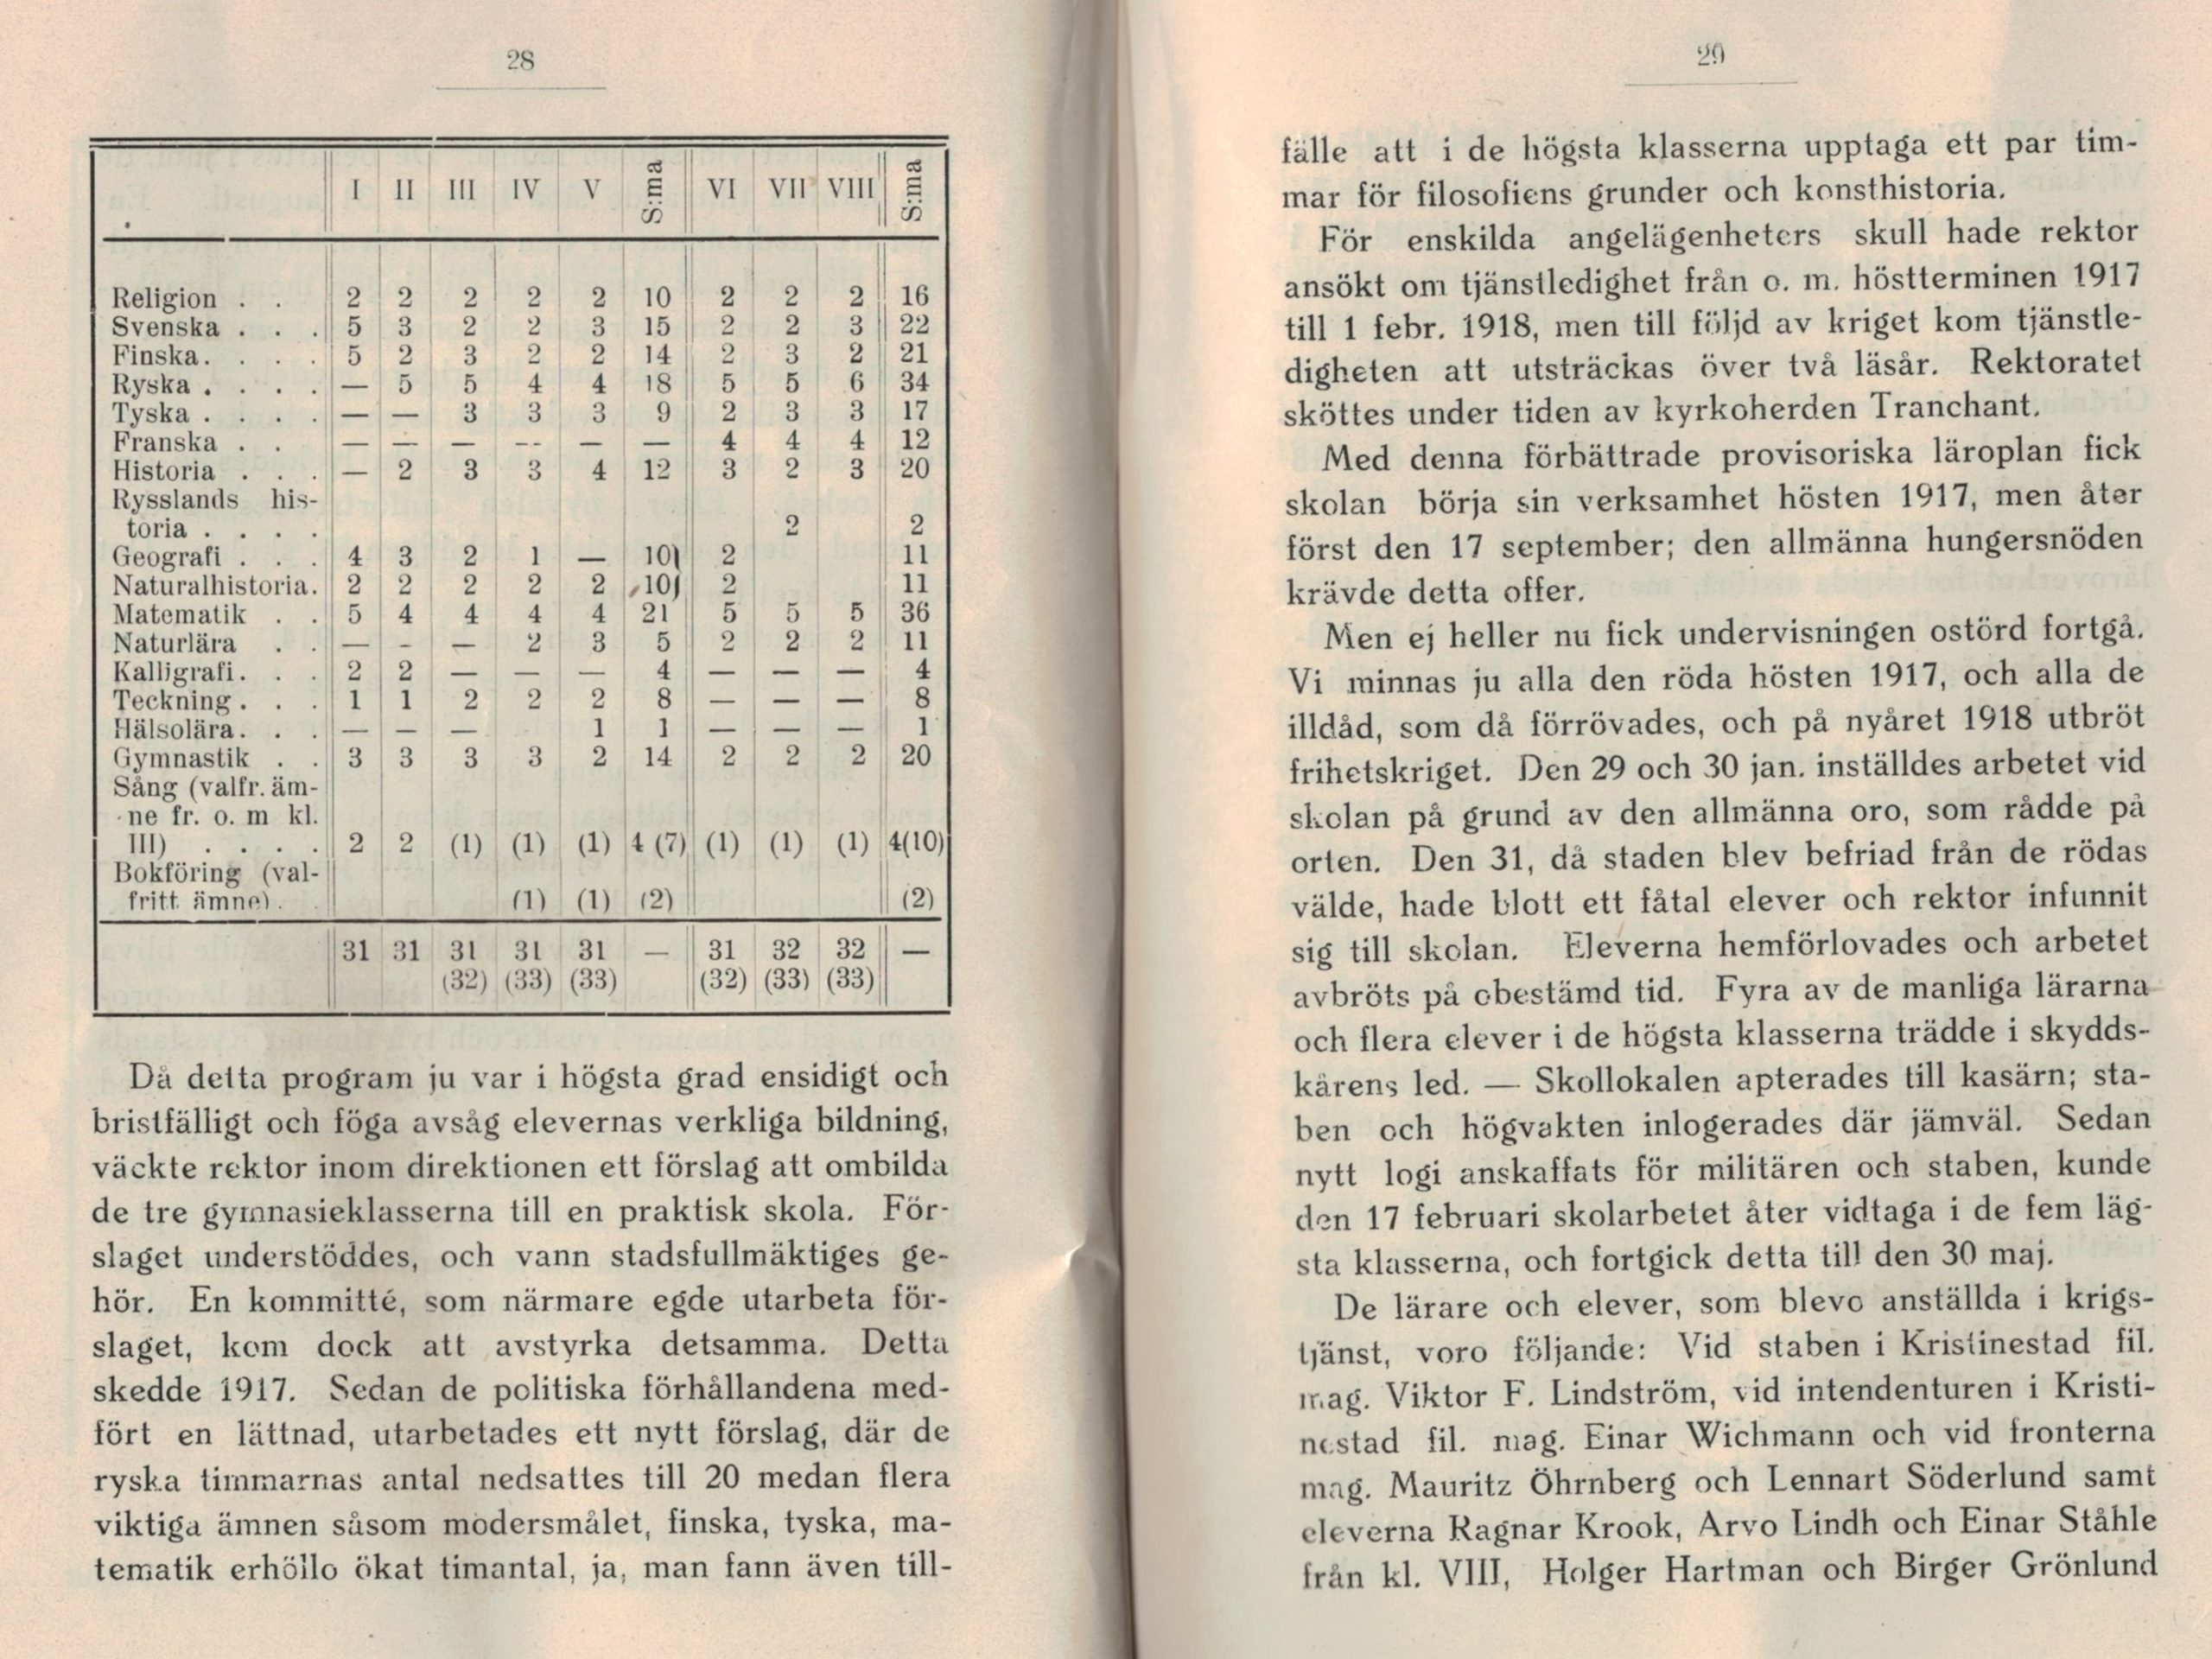 28
I II III IV V S:ma VI VII VIII S:ma
Religion . . 2 2 2 2 2 10 2 2 2 16
Svenska . . . 5 3 2 2 3 15 2 2 3 22
Finska. . . . 5 2 3 2 2 14 2 3 2 21
Ryska . . . . — 5 5 4 4 18 5 5 6 34
Tyska . . . . — — 3 3 3 9 2 3 3 17
Franska . . — — — -- — — 4 4 4 12
Historia . . . — 2 3 3 4 12 3 2 3 20
Rysslands his-
toria . . . . 2 2
Geografi . . . 4 3 2 1 — 10) 2 11
Naturalhistoria. 2 2 2 2 2 10) 2 11
Matematik . . 5 4 4 4 4 21 5 5 5 36
Naturlära . . — - — 2 3 5 2 2 2 11
Kalligrafi. . . 2 2 — — — 4 — — — 4
Teckning . . . 1 1 2 2 2 8 — — — 8
Hälsolära. . . — — — 1 1 — — — 1
Gymnastik . . 3 3 3 3 2 14 2 2 2 20
Sång (valfr. äm-
ne fr. o. m kl.
III) . . . . 2 2 (1) (1) (1) 4 (7) (1) (1) (1) 4(10)
Bokföring (val-
fritt ämne) . (1) (1) (2) (2)
31 31 31 31 31 — 31 32 32 —
(32) (33) (33) (32) (33) (33)
Då detta program ju var i högsta grad ensidigt och
bristfälligt och föga avsåg elevernas verkliga bildning,
väckte rektor inom direktionen ett förslag att ombilda
de tre gymnasieklasserna till en praktisk skola. För-
slaget understöddes, och vann stadsfullmäktiges ge-
hör. En kommitté, som närmare egde utarbeta för-
slaget, kom dock att avstyrka detsamma. Detta
skedde 1917. Sedan de politiska förhållandena med-
fört en lättnad, utarbetades ett nytt förslag, där de
ryska timmarnas antal nedsattes till 20 medan flera
viktiga ämnen såsom modersmålet, finska, tyska, ma-
tematik erhöllo ökat timantal, ja, man fann även till-
29
fälle att i de högsta klasserna upptaga ett par tim-
mar för filosofiens grunder och konsthistoria.
För enskilda angelägenheters skull hade rektor
ansökt om tjänstledighet från o. m. höstterminen 1917
till 1 febr. 1918, men till följd av kriget kom tjänstle-
digheten att utsträckas över två läsår. Rektoratet
sköttes under tiden av kyrkoherden Tranchant.
Med denna förbättrade provisoriska läroplan fick
skolan börja sin verksamhet hösten 1917, men åter
först den 17 september; den allmänna hungersnöden
krävde detta offer.
Men ej heller nu fick undervisningen ostörd fortgå.
Vi minnas ju alla den röda hösten 1917, och alla de
illdåd, som då förrövades, och på nyåret 1918 utbröt
frihetskriget. Den 29 och 30 jan. inställdes arbetet vid
skolan på grund av den allmänna oro, som rådde på
orten. Den 31, då staden blev befriad från de rödas
välde, hade blott ett fåtal elever och rektor infunnit
sig till skolan. Eleverna hemförlovades och arbetet
avbröts på obestämd tid. Fyra av de manliga lärarna
och flera elever i de högsta klasserna trädde i skydds-
kårens led. — Skollokalen apterades till kasärn; sta-
ben och högvakten inlogerades där jämväl. Sedan
nytt logi anskaffats för militären och staben, kunde
den 17 februari skolarbetet åter vidtaga i de fem läg-
sta klasserna, och fortgick detta till den 30 maj.
De lärare och elever, som blevo anställda i krigs-
tjänst, voro följande: Vid staben i Kristinestad fil.
mag. Viktor F. Lindström, vid intendenturen i Kristi-
nestad fil. mag. Einar Wichmann och vid fronterna
mag. Mauritz Öhrnberg och Lennart Söderlund samt
eleverna Ragnar Krook, Arvo Lindh och Einar Ståhle
från kl. VIII, Holger Hartman och Birger Grönlund